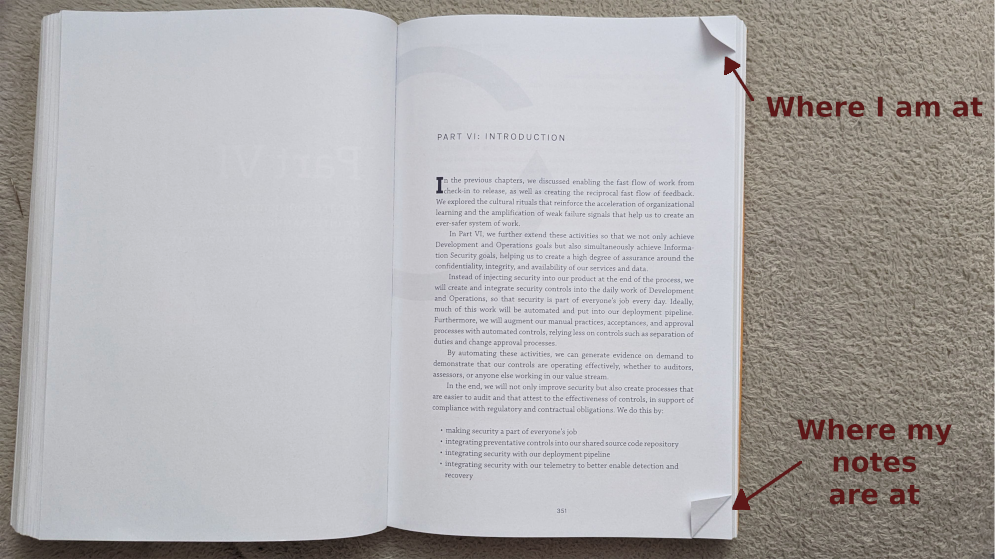 Part VI
Where I am at
PART VI: INTRODUCTION
In the previous chapters, we discussed enabling the fast flow of work from
check-in to release, as well as creating the reciprocal fast flow of feedback.
We explored the cultural rituals that reinforce the acceleration of organizational
learning and the amplification of weak failure signals that help us to create an
ever-safer system of work.
In Part VI, we further extend these activities so that we not only achieve
Development and Operations goals but also simultaneously achieve Informa-
tion Security goals, helping us to create a high degree of assurance around the
confidentiality, integrity, and availability of our services and data.
Instead of injecting security into our product at the end of the process, we
will create and integrate security controls into the daily work of Development
and Operations, so that security is part of everyone's job every day. Ideally,
much of this work will be automated and put into our deployment pipeline.
Furthermore, we will augment our manual practices, acceptances, and approval
processes with automated controls, relying less on controls such as separation of
duties and change approval processes.
By automating these activities, we can generate evidence on demand to
demonstrate that our controls are operating effectively, whether to auditors,
assessors, or anyone else working in our value stream.
In the end, we will not only improve security but also create processes that
are easier to audit and that attest to the effectiveness of controls, in support of
compliance with regulatory and contractual obligations. We do this by:
• making security a part of everyone's job
• integrating preventative controls into our shared source code repository
• integrating security with our deployment pipeline
• integrating security with our telemetry to better enable detection and
recovery
351
Where my
notes
are at